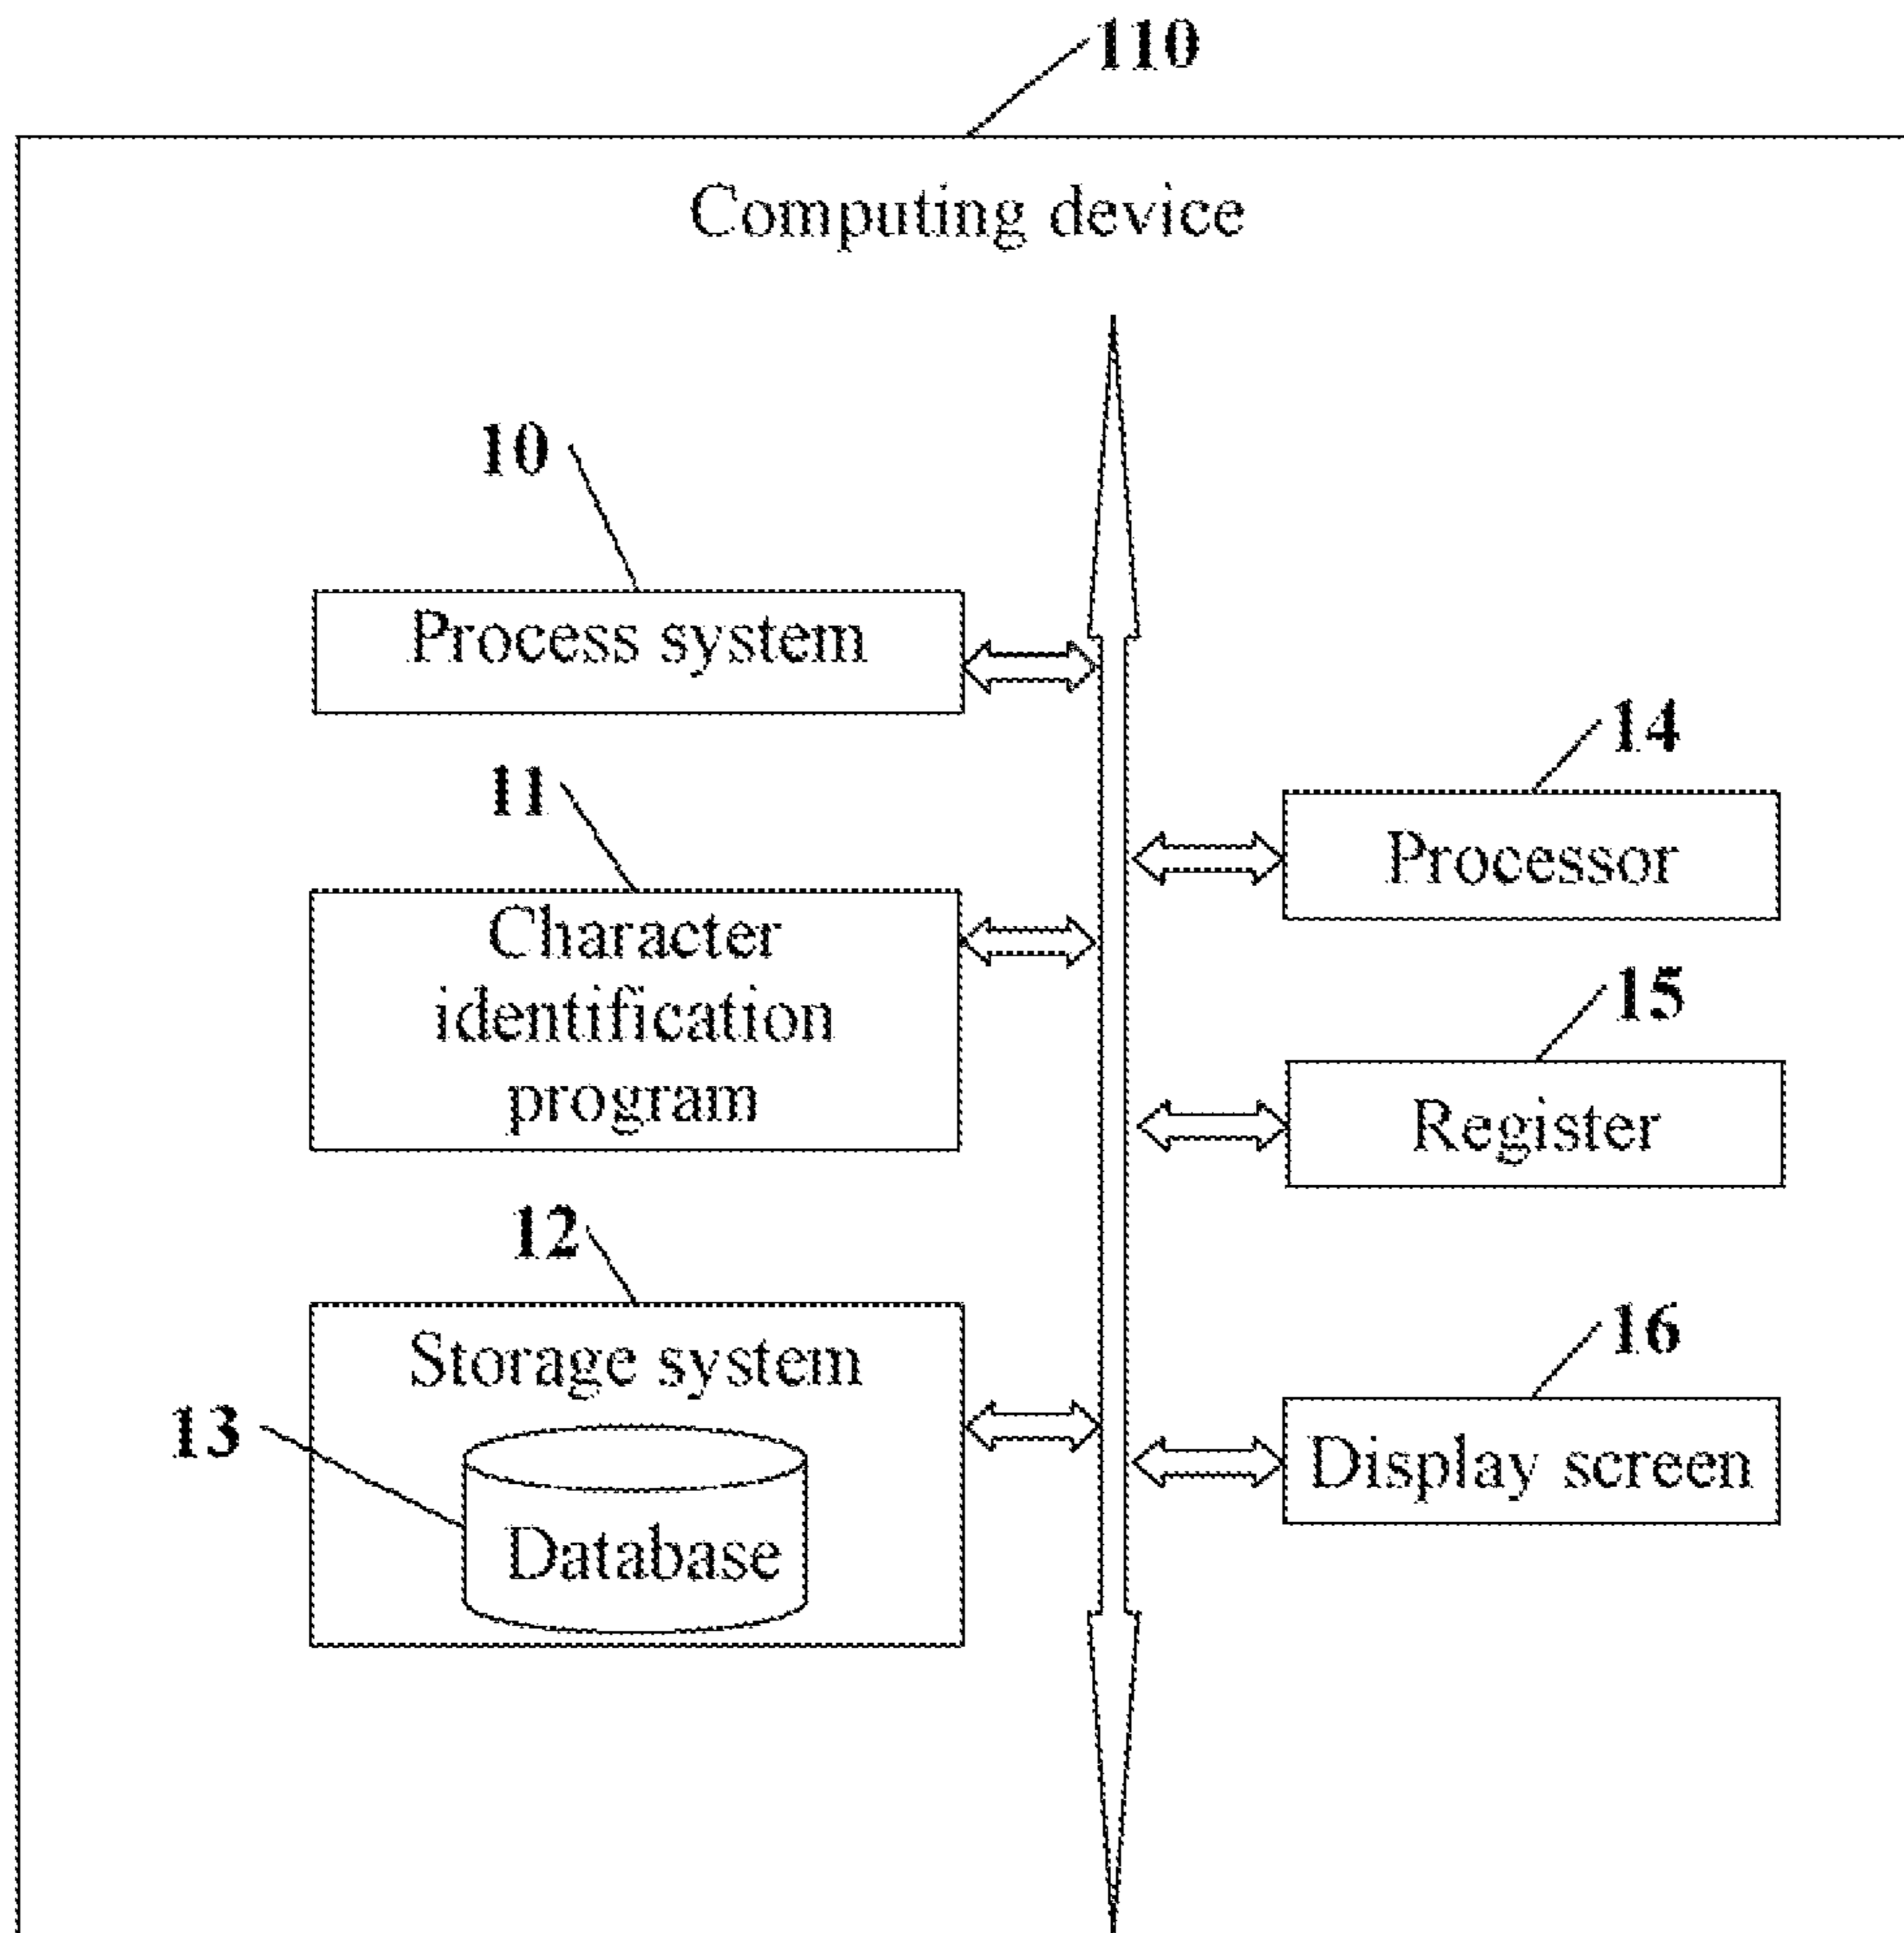 110
Computing device
10
Process system
14
Processor
11
Character
identification
program
15
Register
12
Storage system
13
Database
16
Display screen